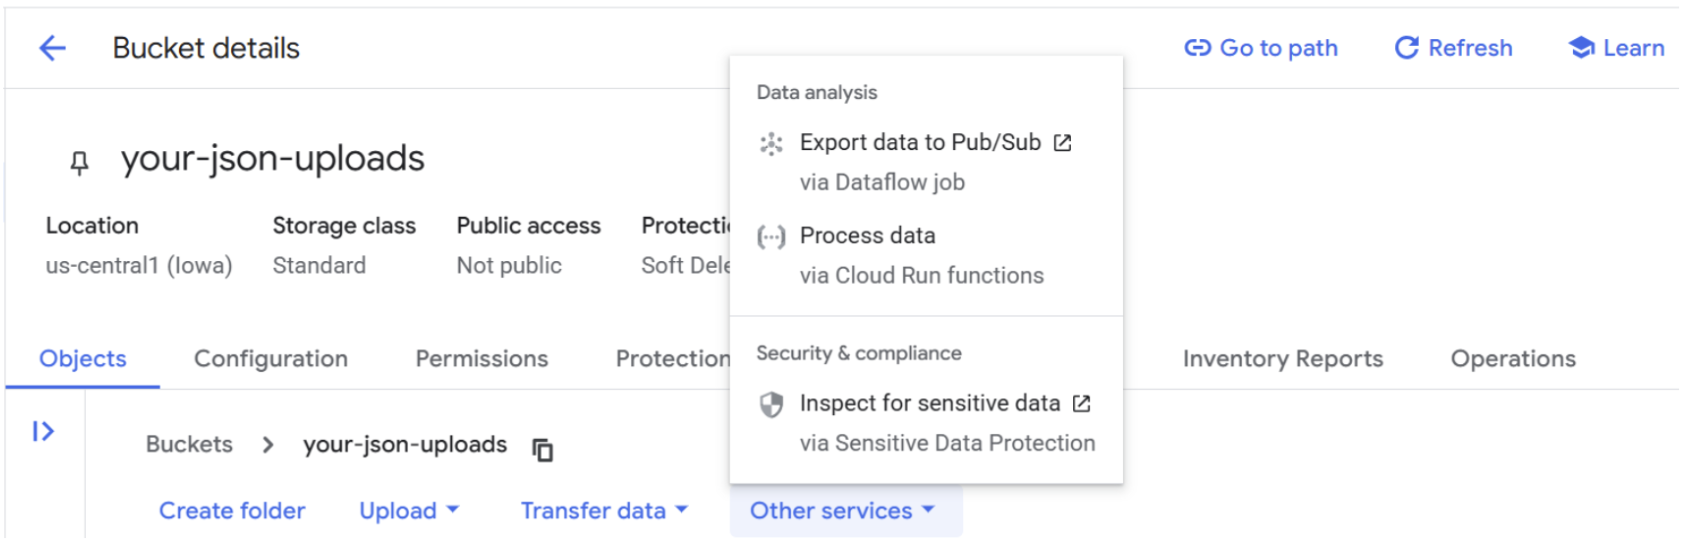 Bucket details
Go to path
Refresh
Learn
Data analysis
Export data to Pub/Sub
via Dataflow job
Process data
via Cloud Run functions
Security & compliance
Inspect for sensitive data
via Sensitive Data Protection
your-json-uploads
Location
us-central1 (Iowa)
Storage class
Standard
Public access
Not public
Protecti
Soft Dele
Objects
Configuration
Permissions
Protection
Inventory Reports
Operations
Buckets > your-json-uploads
Create folder
Upload
Transfer data
Other services